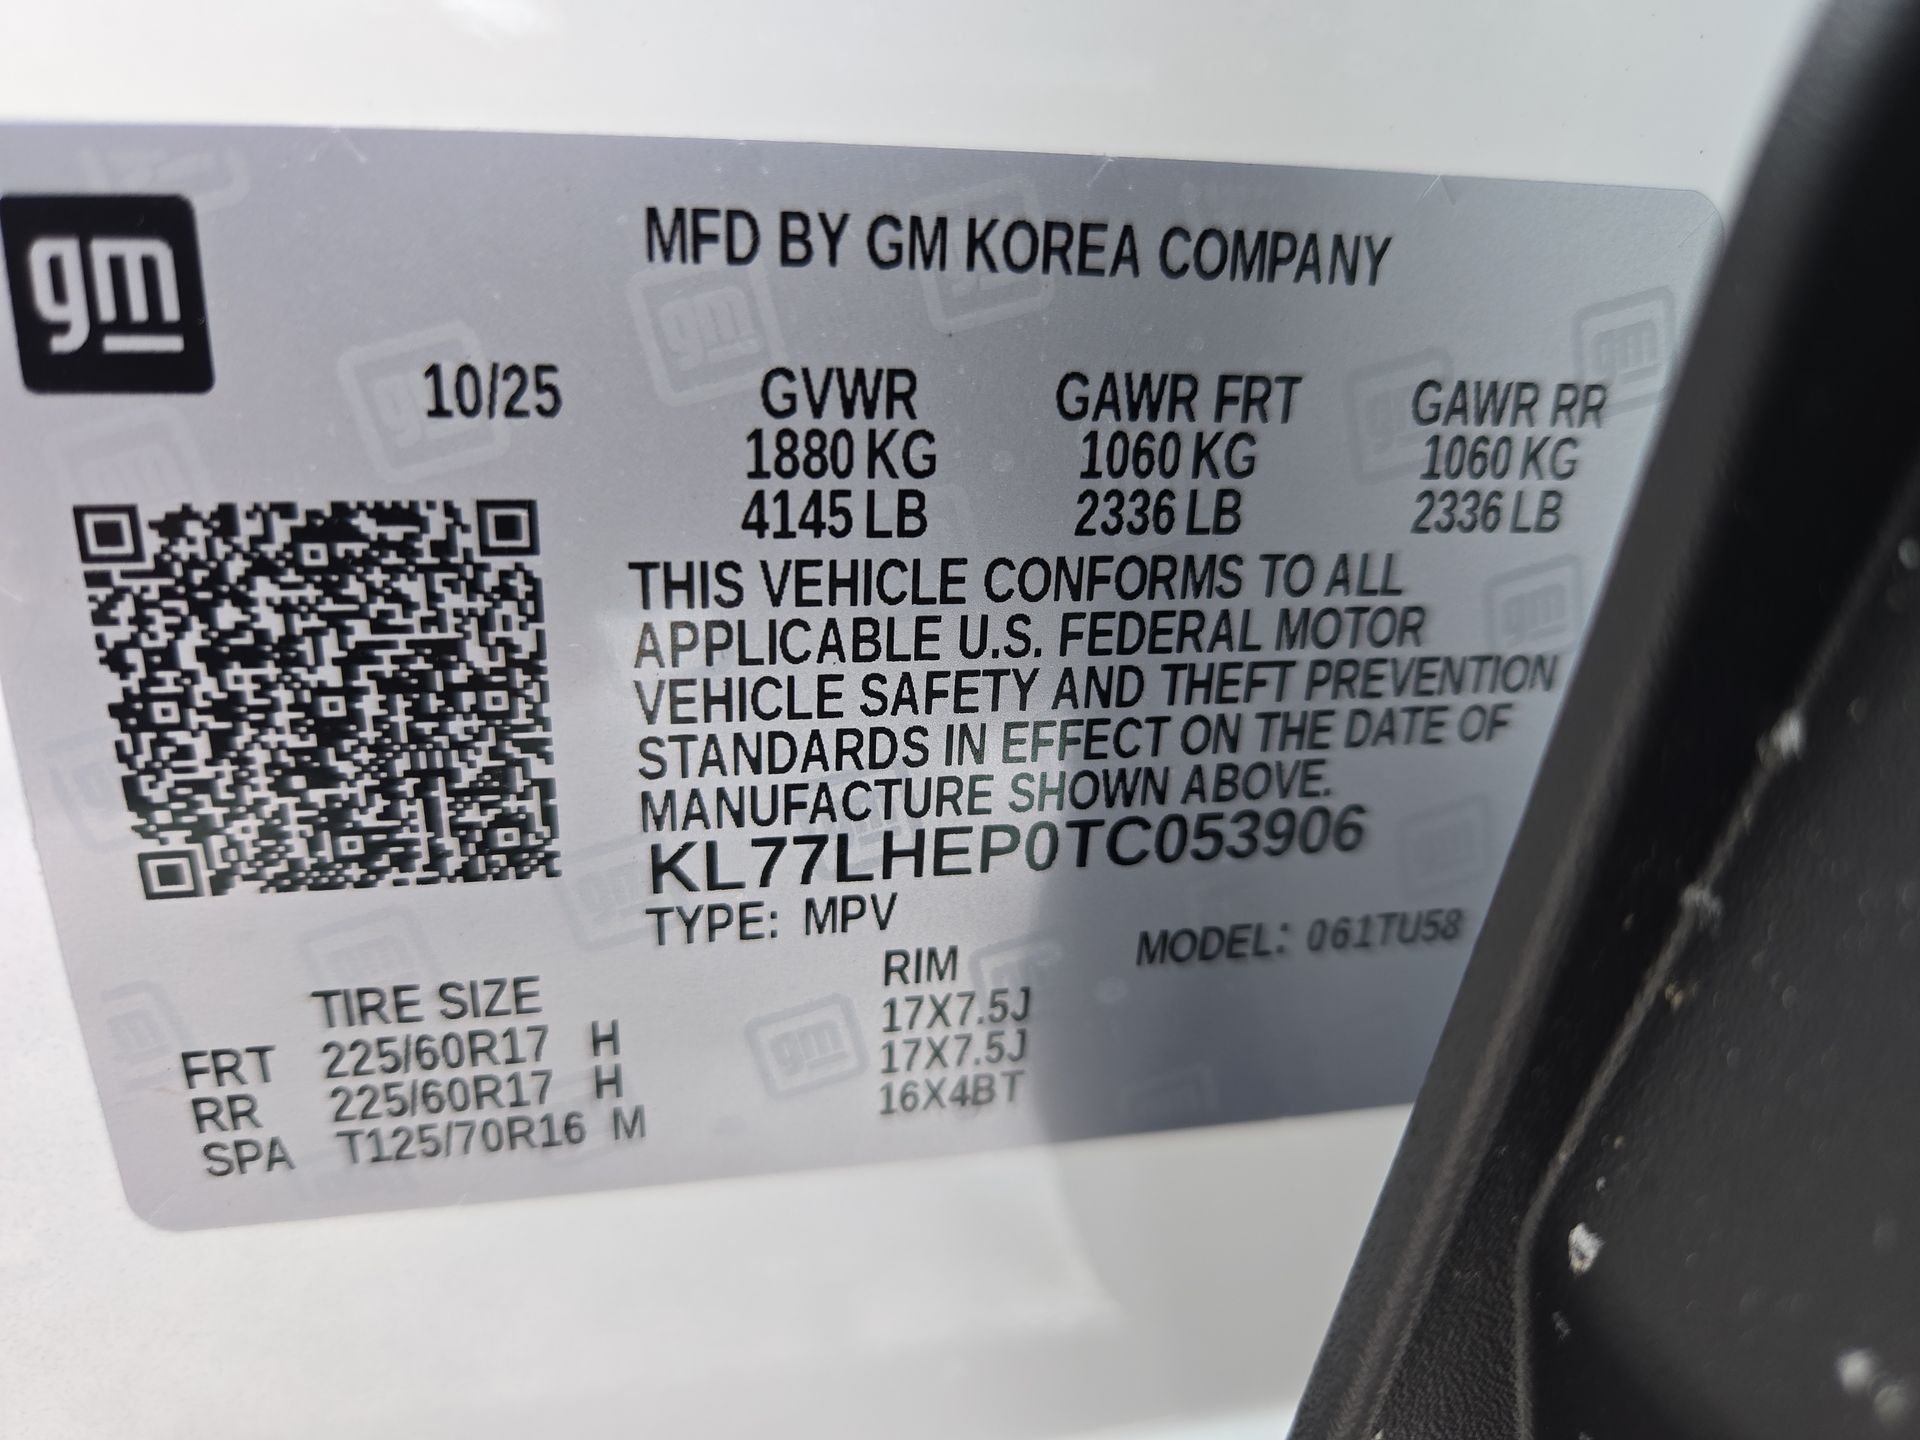 gm
MFD BY GM KOREA COMPANY
10/25 GVWR GAWR FRT GAWR RR
1880 KG 1060 KG 1060 KG
4145 LB 2336 LB 2336 LB
THIS VEHICLE CONFORMS TO ALL
APPLICABLE U.S. FEDERAL MOTOR
VEHICLE SAFETY AND THEFT PREVENTION
STANDARDS IN EFFECT ON THE DATE OF
MANUFACTURE SHOWN ABOVE.
KL77LHEP0TC053906
TYPE: MPV MODEL: 061TU58
TIRE SIZE RIM
FRT 225/60R17 H 17X7.5J
RR 225/60R17 H 17X7.5J
SPA T125/70R16 M 16X4BT